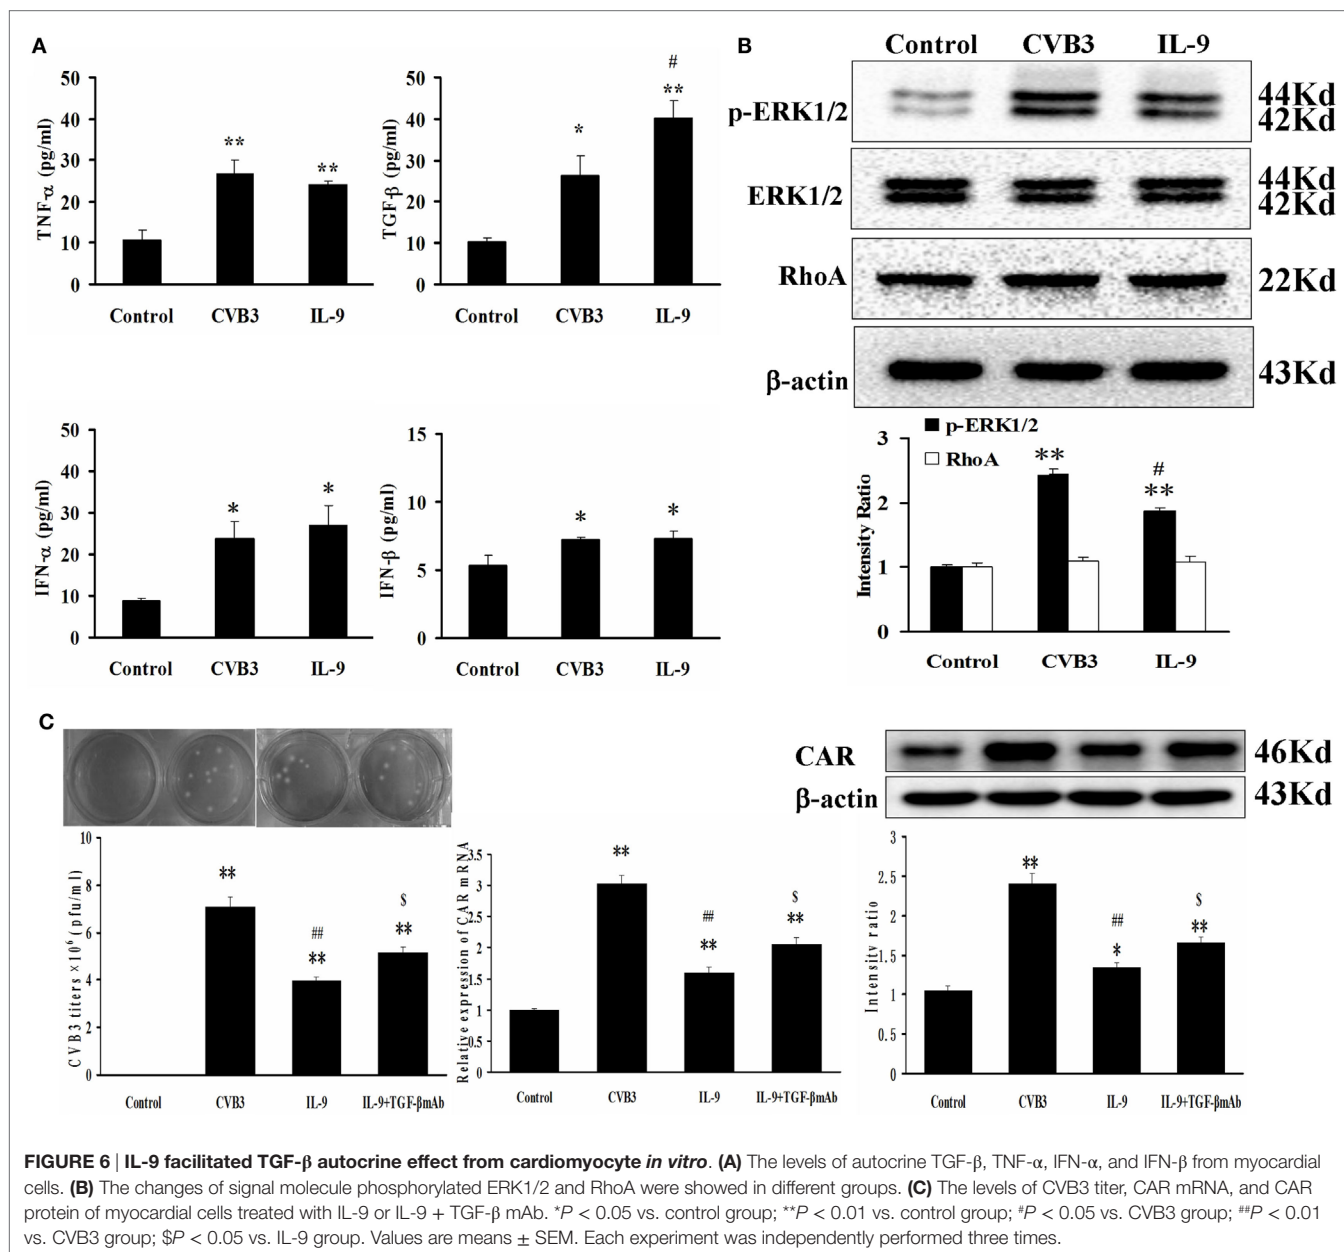 A
TNF-α (pg/ml)
50
40
30
20
10
0
**
**
Control CVB3 IL-9
TGF-β (pg/ml)
50
40
30
20
10
0
*
#
**
Control CVB3 IL-9
IFN-α (pg/ml)
50
40
30
20
10
0
*
*
Control CVB3 IL-9
IFN-β (pg/ml)
15
10
5
0
*
*
Control CVB3 IL-9
B
Control CVB3 IL-9
p-ERK1/2 44Kd
42Kd
ERK1/2 44Kd
42Kd
RhoA 22Kd
β-actin 43Kd
p-ERK1/2
RhoA
Intensity Ratio
3
2
1
0
**
#
**
Control CVB3 IL-9
C
CVB3 titers×10⁶(pfu/ml)
10
8
6
4
2
0
**
##
**
$
**
Control CVB3 IL-9 IL-9+TGF-βmAb
Relative expression of CAR mRNA
3.5
3
2.5
2
1.5
1
0.5
0
**
##
**
$
**
Control CVB3 IL-9 IL-9+TGF-βmAb
CAR 46Kd
β-actin 43Kd
Intensity ratio
3
2.5
2
1.5
1
0.5
0
**
##
*
$
**
Control CVB3 IL-9 IL-9+TGF-βmAb
FIGURE 6 | IL-9 facilitated TGF-β autocrine effect from cardiomyocyte in vitro. (A) The levels of autocrine TGF-β, TNF-α, IFN-α, and IFN-β from myocardial
cells. (B) The changes of signal molecule phosphorylated ERK1/2 and RhoA were showed in different groups. (C) The levels of CVB3 titer, CAR mRNA, and CAR
protein of myocardial cells treated with IL-9 or IL-9 + TGF-β mAb. *P < 0.05 vs. control group; **P < 0.01 vs. control group; #P < 0.05 vs. CVB3 group; ##P < 0.01
vs. CVB3 group; $P < 0.05 vs. IL-9 group. Values are means ± SEM. Each experiment was independently performed three times.